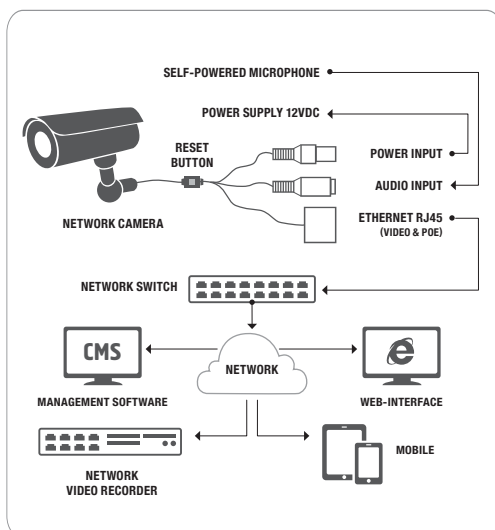 SELF-POWERED MICROPHONE
POWER SUPPLY 12VDC
RESET
BUTTON
POWER INPUT
AUDIO INPUT
NETWORK CAMERA
ETHERNET RJ45
(VIDEO & POE)
NETWORK SWITCH
CMS
NETWORK
e
MANAGEMENT SOFTWARE
WEB-INTERFACE
MOBILE
NETWORK
VIDEO RECORDER